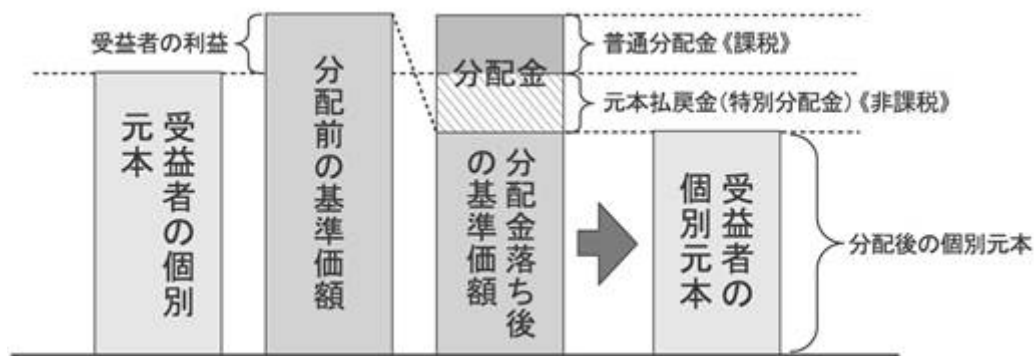 受益者の利益
受益者の個別
元本
分配前の基準価額
分配金
分配金落ち後
の基準価額
普通分配金《課税》
元本払戻金(特別分配金)《非課税》
受益者の
個別元本
分配後の個別元本